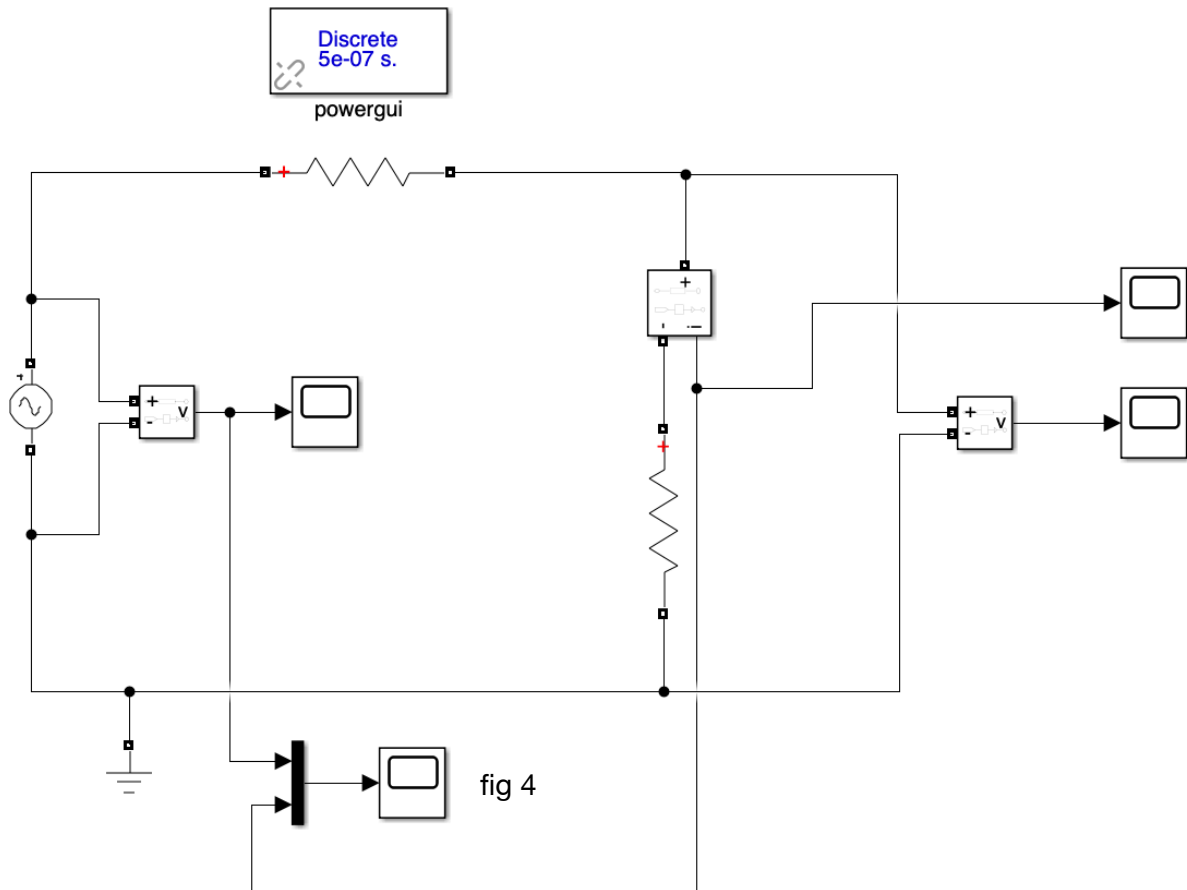 Discrete
5e-07 s.
powergui
+
+
+
v
-
+
-
i
+
+
v
-
fig 4